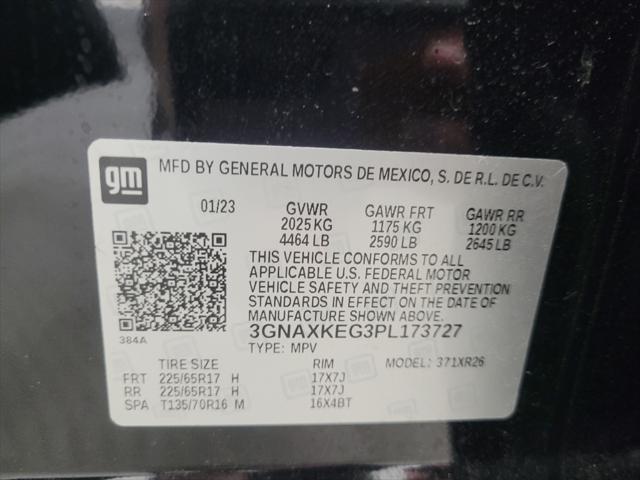 gm MFD BY GENERAL MOTORS DE MEXICO, S. DE R.L. DE C.V.
01/23 GVWR GAWR FRT GAWR RR
2025 KG 1175 KG 1200 KG
4464 LB 2590 LB 2645 LB
THIS VEHICLE CONFORMS TO ALL
APPLICABLE U.S. FEDERAL MOTOR
VEHICLE SAFETY AND THEFT PREVENTION
STANDARDS IN EFFECT ON THE DATE OF
MANUFACTURE SHOWN ABOVE.
384A 3GNAXKEG3PL173727
TYPE: MPV MODEL: 371XR26
TIRE SIZE RIM
FRT 225/65R17 H 17X7J
RR 225/65R17 H 17X7J
SPA T135/70R16 M 16X4BT